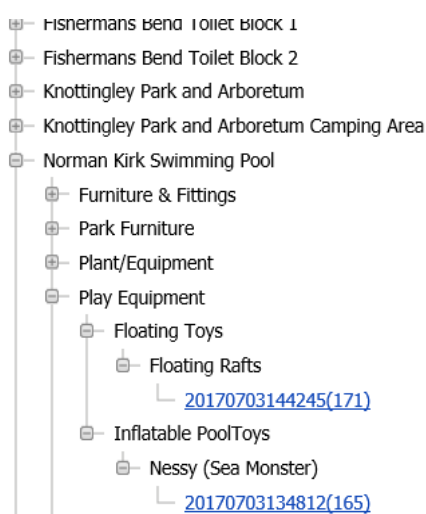 Fishermans Bend Toilet Block 1
Fishermans Bend Toilet Block 2
Knottingley Park and Arboretum
Knottingley Park and Arboretum Camping Area
Norman Kirk Swimming Pool
Furniture & Fittings
Park Furniture
Plant/Equipment
Play Equipment
Floating Toys
Floating Rafts
20170703144245(171)
Inflatable PoolToys
Nessy (Sea Monster)
20170703134812(165)